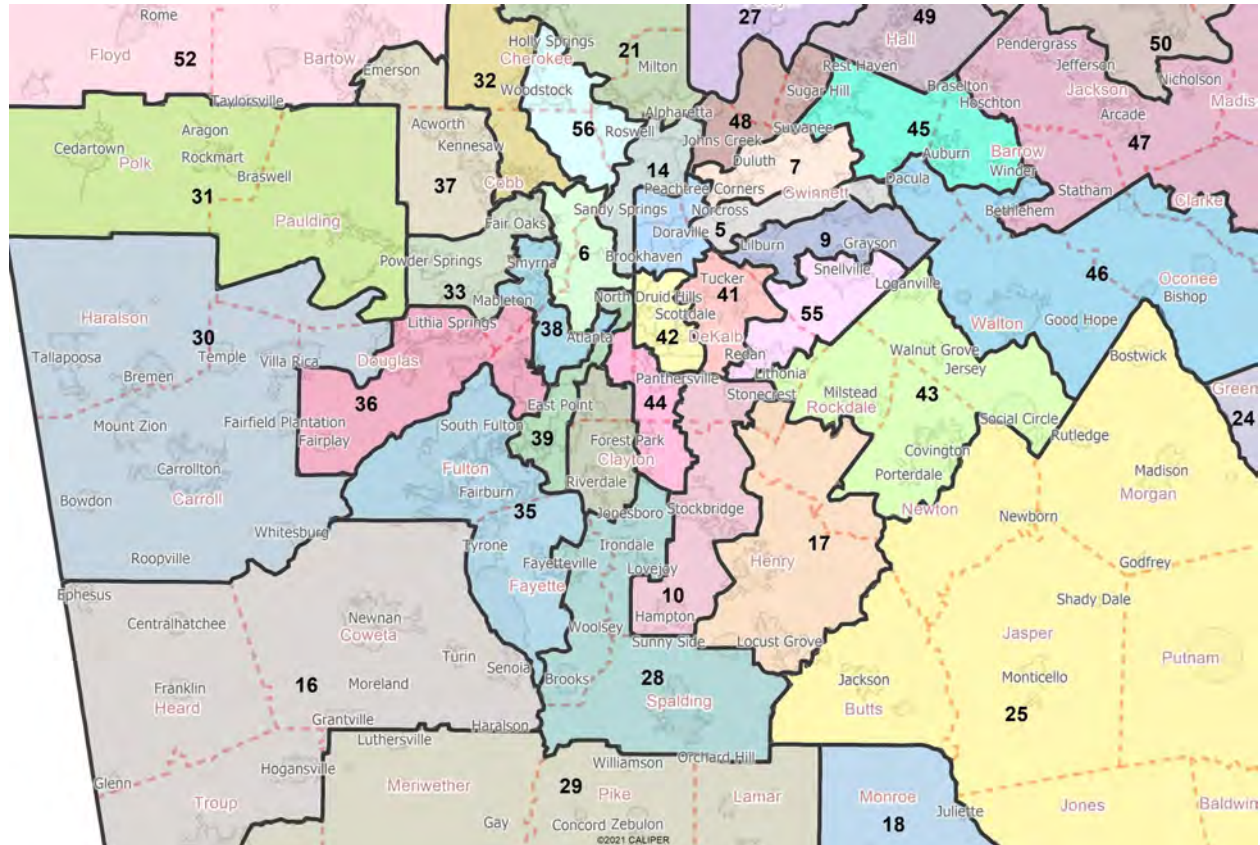 Rome
27
49
Holly Springs
Pendergrass
50
52
Floyd
Bartow
Cherokee
21
Hall
Jefferson
Emerson
32
Milton
Rest Haven
Jackson
Nicholson
Woodstock
Sugar Hill
Braselton
Taylorsville
Hoschton
Madis
Alpharetta
Arcade
Aragon
Acworth
56
Roswell
48
Suwanee
45
47
Cedartown
Polk
Rockmart
Kennesaw
Johns Creek
Auburn
Barrow
Braswell
37
Cobb
14
Duluth
7
Winder
31
Peachtree Corners
Gwinnett
Dacula
Statham
Clarke
Paulding
Fair Oaks
Sandy Springs
Norcross
Bethlehem
Doraville
5
Lilburn
9
Grayson
Powder Springs
Smyrna
6
Brookhaven
Snellville
46
Oconee
33
Tucker
Loganville
Bishop
Mableton
North Druid Hills
41
Haralson
Lithia Springs
38
Scottdale
55
Walton
Good Hope
30
Atlanta
42
DeKalb
Tallapoosa
Temple
Villa Rica
Douglas
Redan
Walnut Grove
Bostwick
Bremen
Panthersville
Lithonia
Jersey
Green
Stonecrest
Milstead
43
36
East Point
44
Rockdale
24
Mount Zion
Fairfield Plantation
South Fulton
Social Circle
Fairplay
39
Forest Park
Rutledge
Clayton
Covington
Carrollton
Fulton
Porterdale
Madison
Bowdon
Carroll
Fairburn
Riverdale
Morgan
35
Jonesboro
Stockbridge
Newton
Newborn
Whitesburg
Tyrone
Irondale
17
Roopville
Fayetteville
Lovejoy
Henry
Godfrey
Ephesus
Fayette
10
Shady Dale
Centralhatchee
Newnan
Hampton
Coweta
Woolsey
Jasper
Sunny Side
Locust Grove
Turin
Putnam
Senoia
Brooks
28
Jackson
Monticello
Franklin
16
Moreland
Spalding
Butts
25
Heard
Grantville
Haralson
Luthersville
Orchard Hill
Hogansville
Williamson
Glenn
Meriwether
29
Pike
Lamar
Monroe
Jones
Baldwin
Troup
Juliette
Gay
Concord
Zebulon
18
©2021 CALIPER